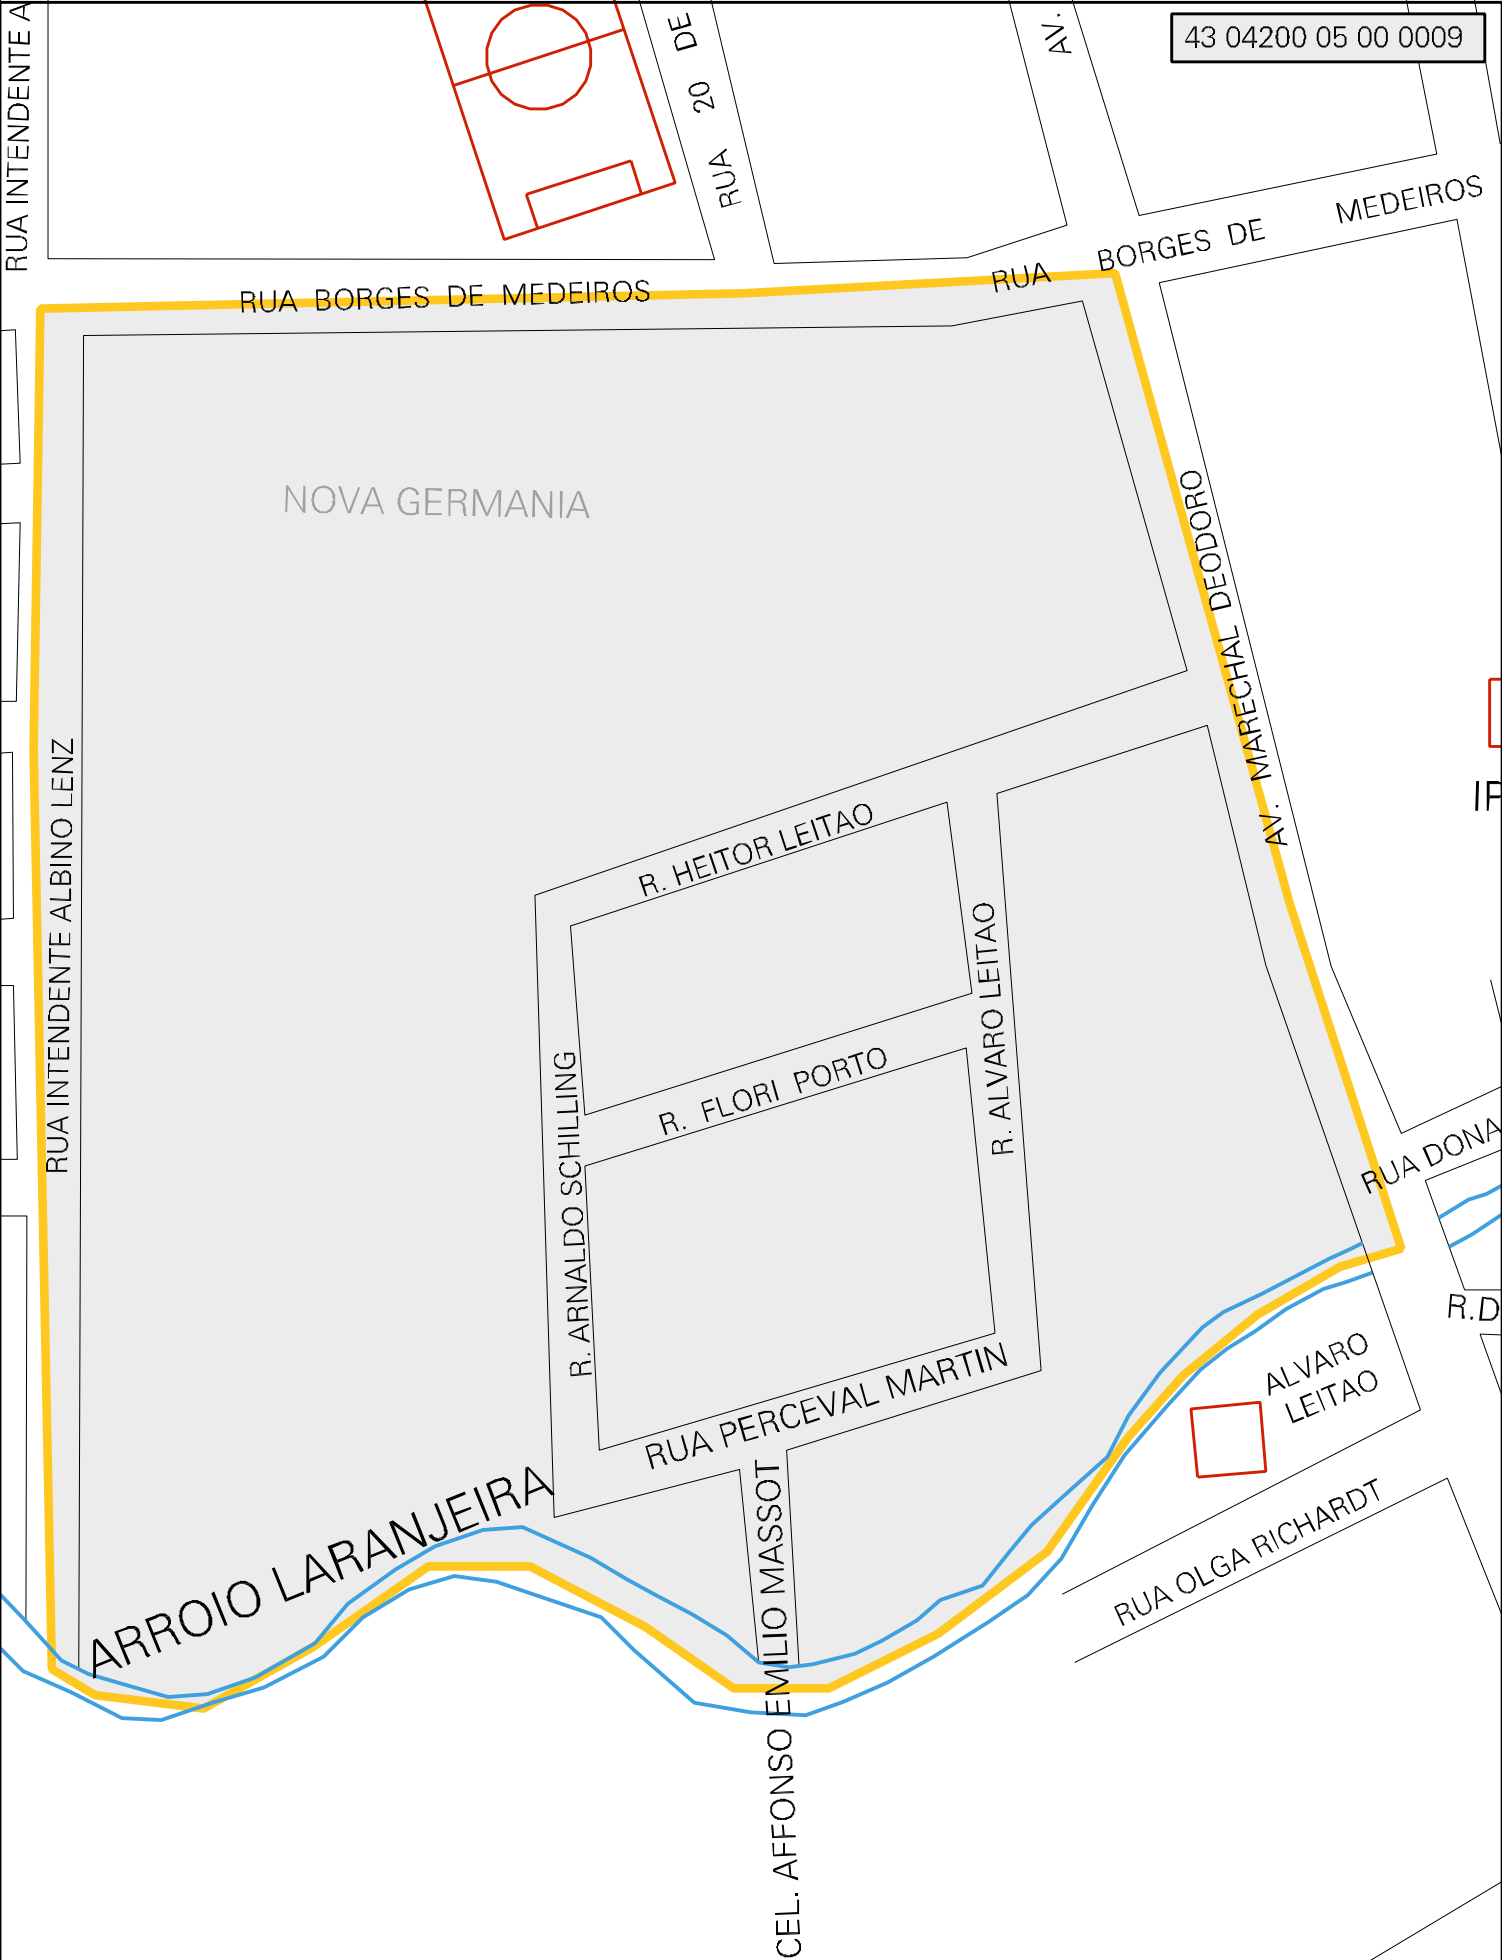 43 04200 05 00 0009
RUA INTENDENTE A
RUA 20 DE
AV.
RUA BORGES DE MEDEIROS
RUA BORGES DE MEDEIROS
NOVA GERMANIA
AV. MARECHAL DEODORO
RUA INTENDENTE ALBINO LENZ
IP
R. HEITOR LEITAO
R. ALVARO LEITAO
R. FLORI PORTO
R. ARNALDO SCHILLING
RUA DONA
R.D
RUA PERCEVAL MARTIN
ALVARO
LEITAO
ARROIO LARANJEIRA
RUA OLGA RICHARDT
CEL. AFFONSO EMILIO MASSOT